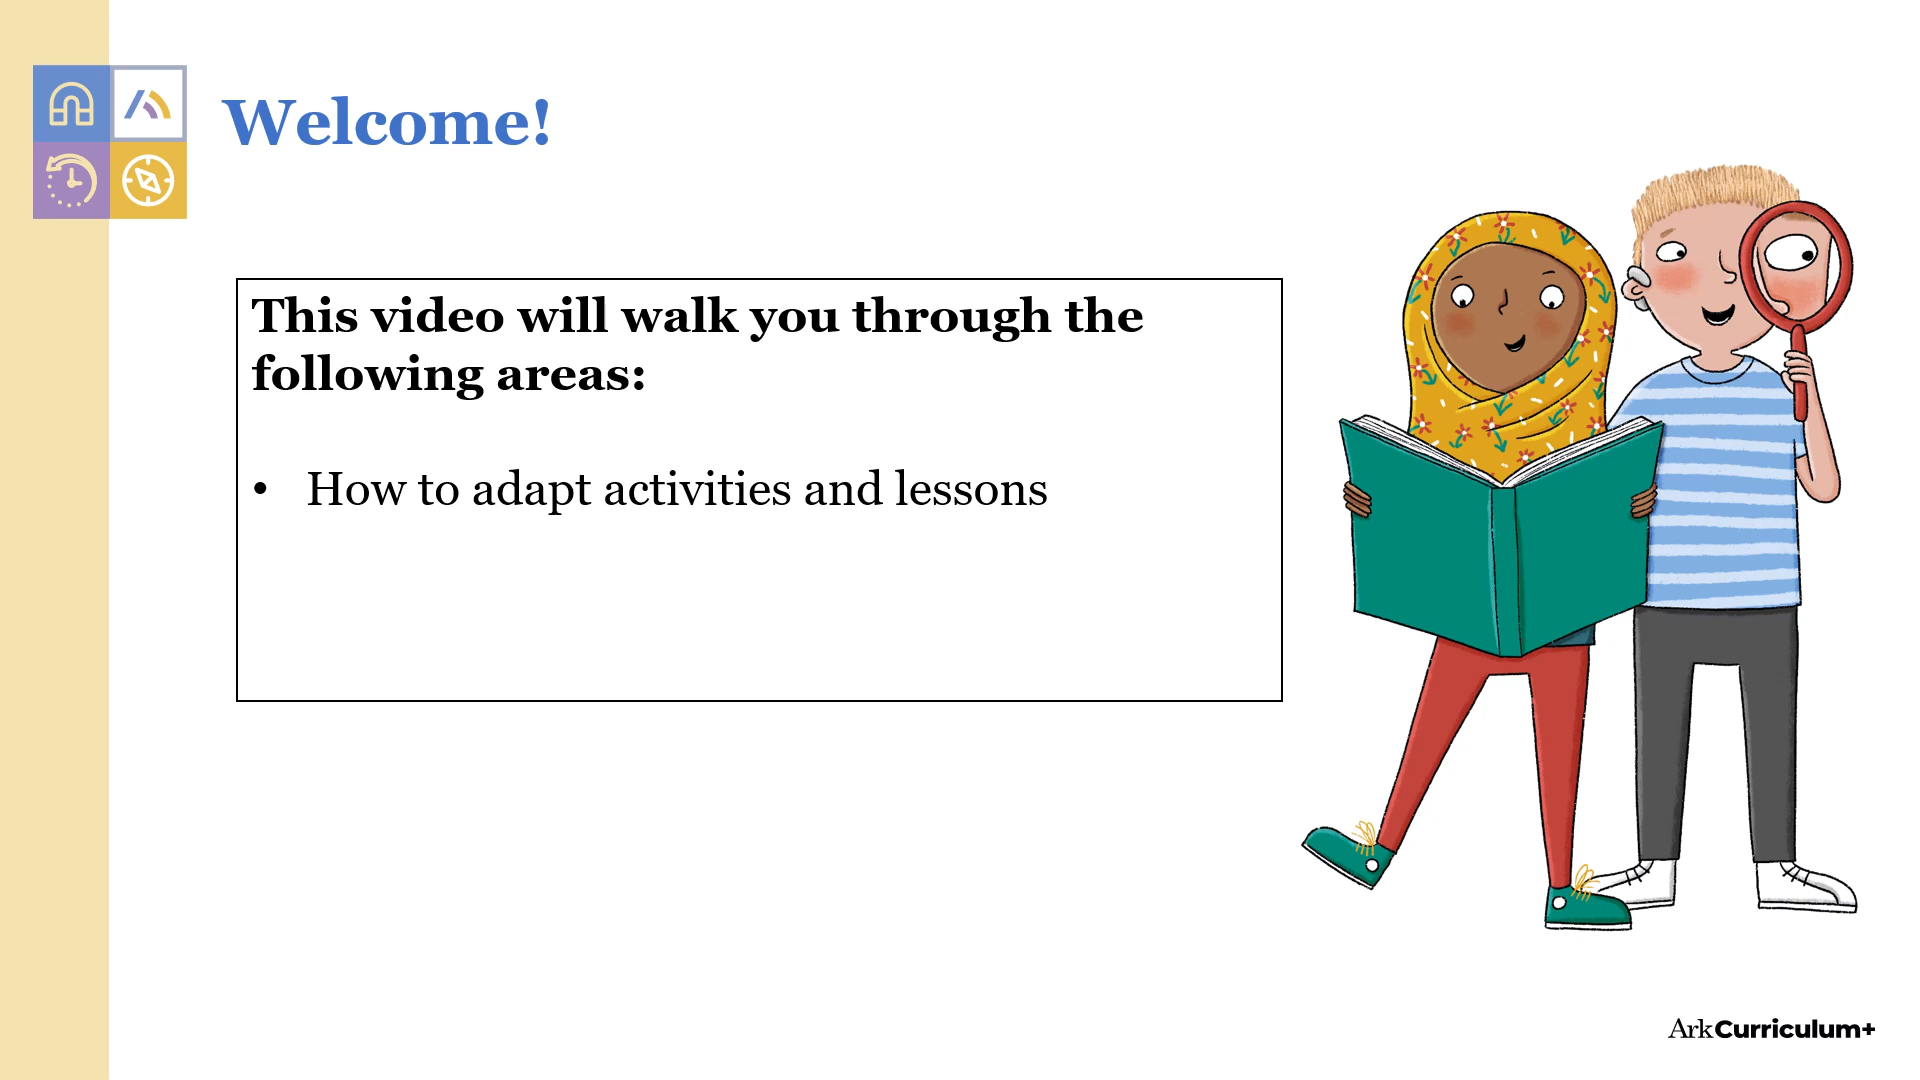 Welcome!
This video will walk you through the
following areas:
• How to adapt activities and lessons
ArkCurriculum+